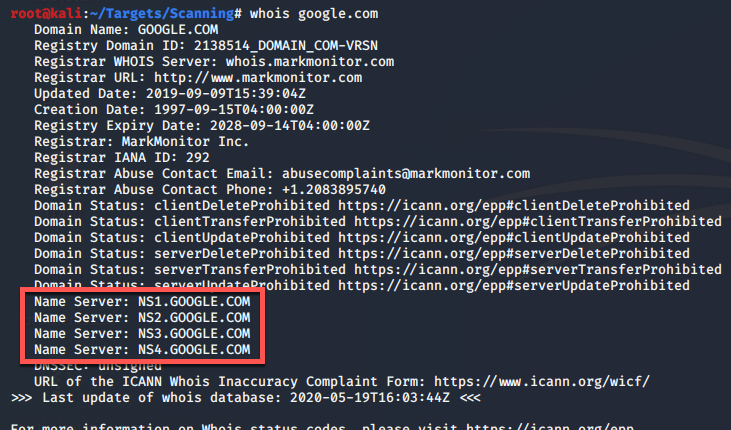 root@kali:~/Targets/Scanning# whois google.com
Domain Name: GOOGLE.COM
Registry Domain ID: 2138514_DOMAIN_COM-VRSN
Registrar WHOIS Server: whois.markmonitor.com
Registrar URL: http://www.markmonitor.com
Updated Date: 2019-09-09T15:39:04Z
Creation Date: 1997-09-15T04:00:00Z
Registry Expiry Date: 2028-09-14T04:00:00Z
Registrar: MarkMonitor Inc.
Registrar IANA ID: 292
Registrar Abuse Contact Email: abusecomplaints@markmonitor.com
Registrar Abuse Contact Phone: +1.2083895740
Domain Status: clientDeleteProhibited https://icann.org/epp#clientDeleteProhibited
Domain Status: clientTransferProhibited https://icann.org/epp#clientTransferProhibited
Domain Status: clientUpdateProhibited https://icann.org/epp#clientUpdateProhibited
Domain Status: serverDeleteProhibited https://icann.org/epp#serverDeleteProhibited
Domain Status: serverTransferProhibited https://icann.org/epp#serverTransferProhibited
Domain Status: serverUpdateProhibited https://icann.org/epp#serverUpdateProhibited
Name Server: NS1.GOOGLE.COM
Name Server: NS2.GOOGLE.COM
Name Server: NS3.GOOGLE.COM
Name Server: NS4.GOOGLE.COM
DNSSEC: unsigned
URL of the ICANN Whois Inaccuracy Complaint Form: https://www.icann.org/wicf/
>>> Last update of whois database: 2020-05-19T16:03:44Z <<<
For more information on Whois status codes, please visit https://icann.org/epp